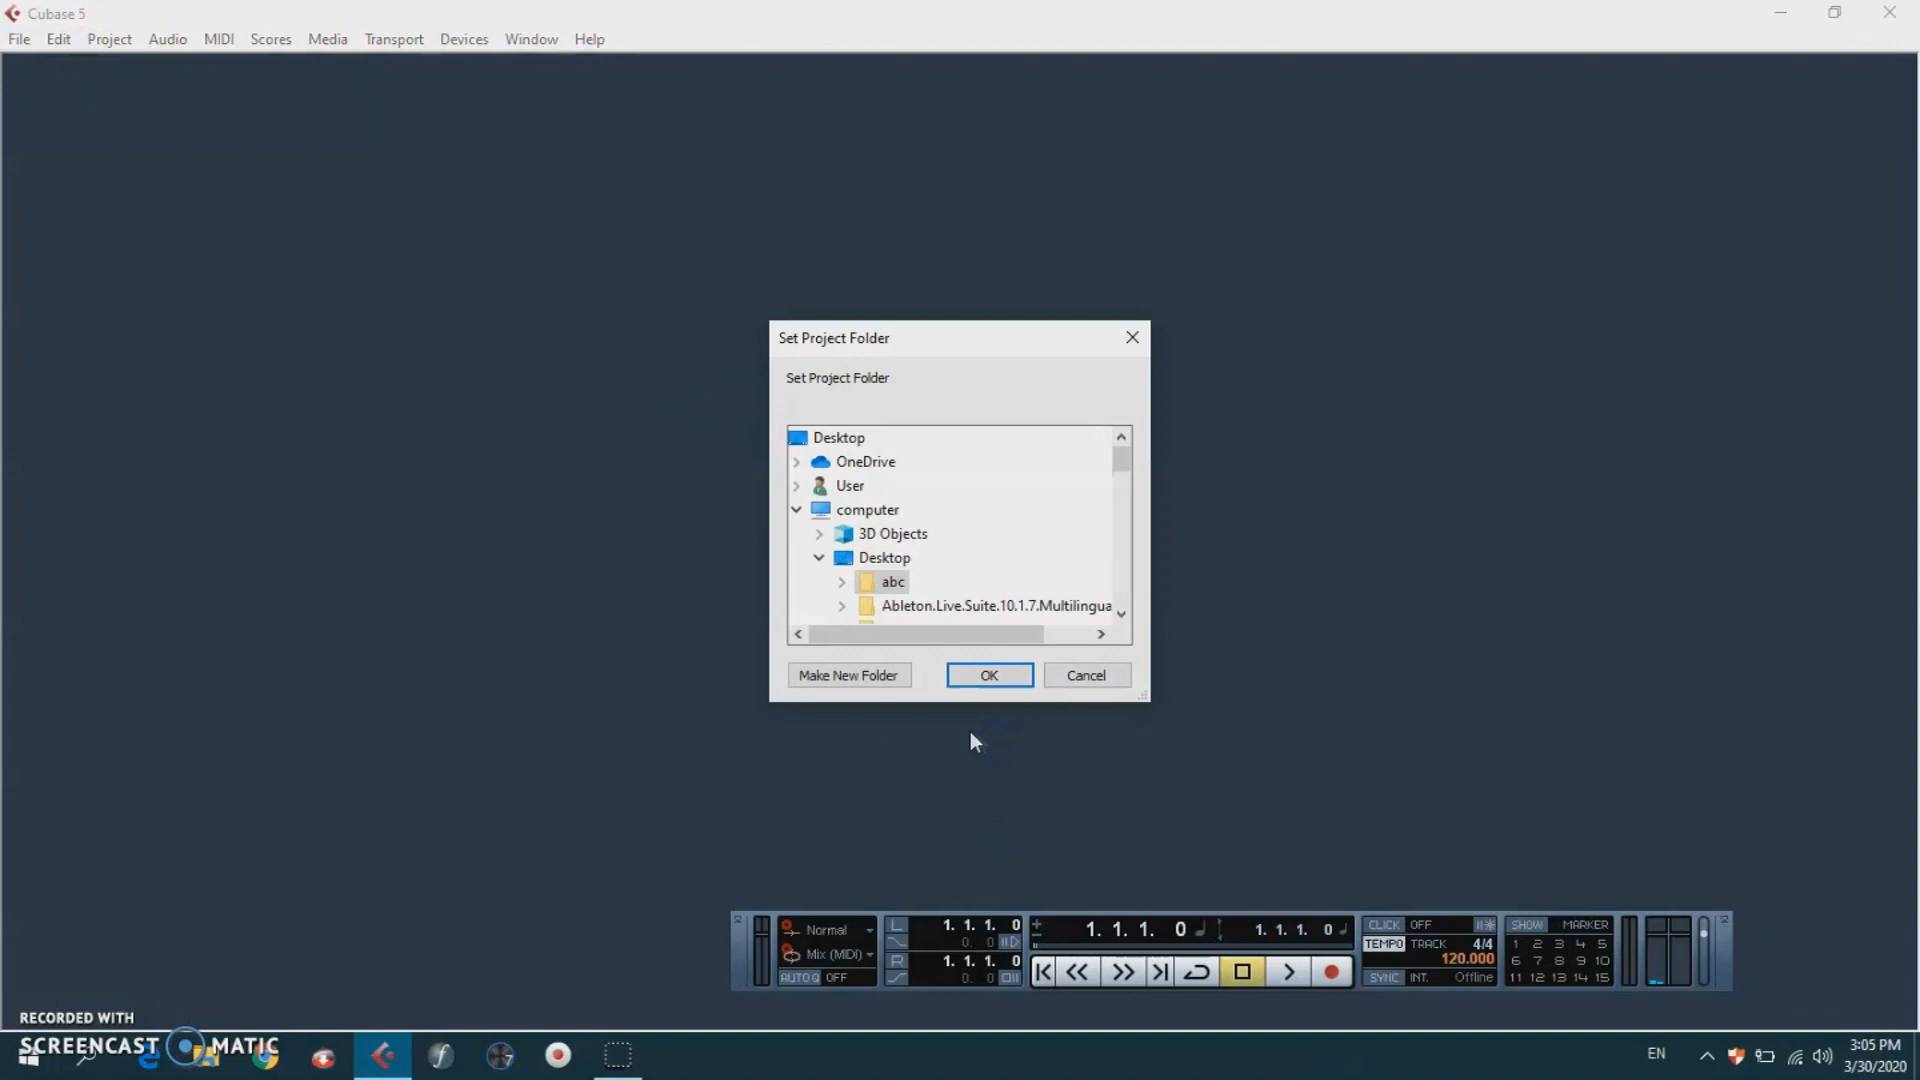 Cubase 5
File Edit Project Audio MIDI Scores Media Transport Devices Window Help
Set Project Folder
Set Project Folder
Desktop
OneDrive
User
computer
3D Objects
Desktop
abc
Ableton.Live.Suite.10.1.7.Multilingua
Make New Folder OK Cancel
Normal
Mix (MIDI)
AUTO Q OFF
L 1. 1. 1. 0
0. 0
R 1. 1. 1. 0
0. 0
1. 1. 1. 0 1. 1. 1. 0
CLICK OFF
TEMPO TRACK 4/4
120.000
SYNC INT. Offline
SHOW MARKER
1 2 3 4 5
6 7 8 9 10
11 12 13 14 15
RECORDED WITH
SCREENCAST MATIC
7
EN
3:05 PM
3/30/2020